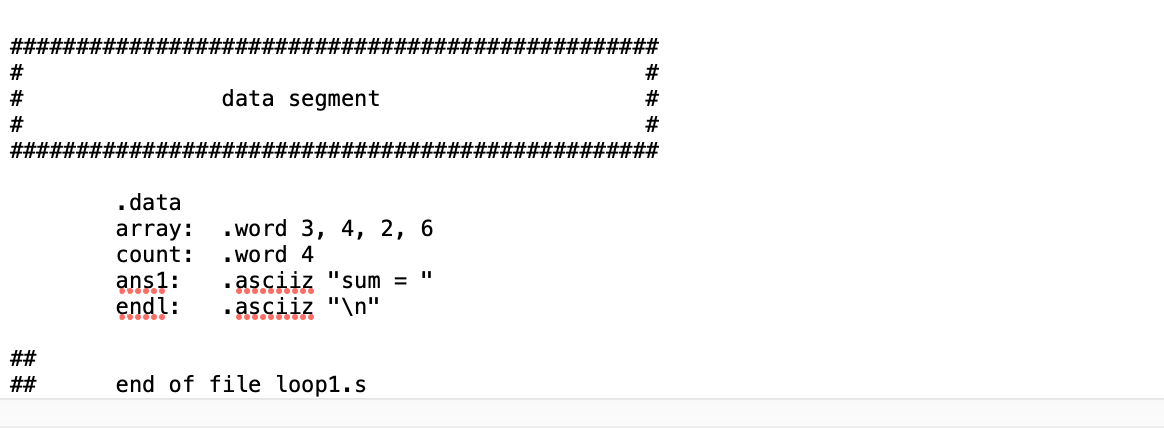 #################################################
#                                               #
#               data segment                    #
#                                               #
#################################################
        .data
        array:  .word 3, 4, 2, 6
        count:  .word 4
        ans1:   .asciiz "sum = "
        endl:   .asciiz "\n"
##
##      end of file loop1.s